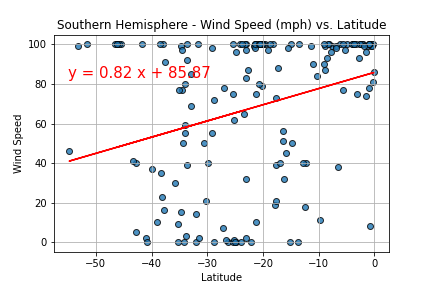 Southern Hemisphere - Wind Speed (mph) vs. Latitude
100
y = 0.82 x + 85.87
80
60
Wind Speed
40
20
0
−50 −40 −30 −20 −10 0
Latitude